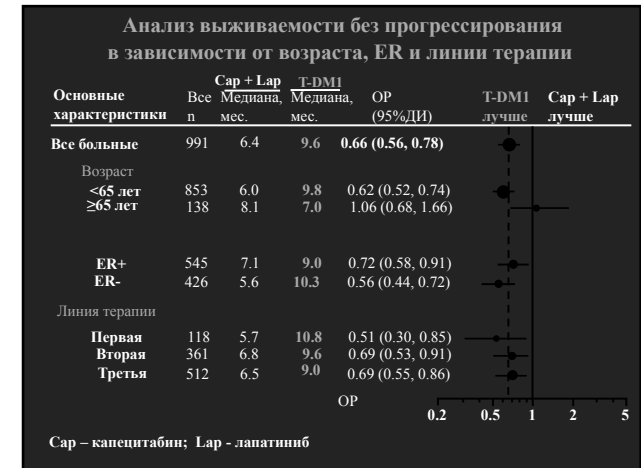 Анализ выживаемости без прогрессирования
в зависимости от возраста, ER и линии терапии
Cap + Lap T-DM1
Основные Все Медиана, Медиана, ОР T-DM1 Cap + Lap
характеристики n мес. мес. (95%ДИ) лучше лучше
Все больные 991 6.4 9.6 0.66 (0.56, 0.78)
Возраст
<65 лет 853 6.0 9.8 0.62 (0.52, 0.74)
≥65 лет 138 8.1 7.0 1.06 (0.68, 1.66)
ER+ 545 7.1 9.0 0.72 (0.58, 0.91)
ER- 426 5.6 10.3 0.56 (0.44, 0.72)
Линия терапии
Первая 118 5.7 10.8 0.51 (0.30, 0.85)
Вторая 361 6.8 9.6 0.69 (0.53, 0.91)
Третья 512 6.5 9.0 0.69 (0.55, 0.86)
ОР
0.2 0.5 1 2 5
Cap – капецитабин; Lap - лапатиниб